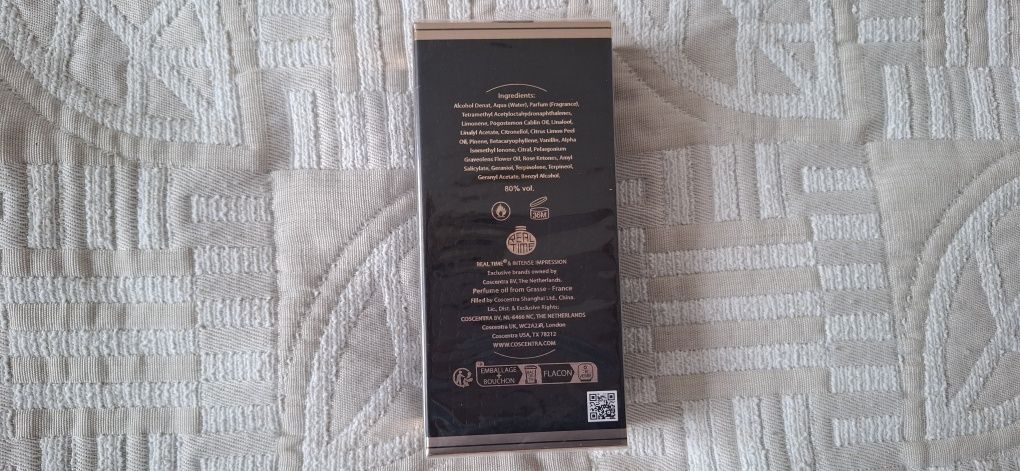 Ingredients:
Alcohol Denat, Aqua (Water), Parfum (Fragrance),
Tetramethyl Acetyloctahydronaphthalenes,
Limonene, Pogostemon Cablin Oil, Linalool,
Linalyl Acetate, Citronellol, Citrus Limon Peel
Oil, Pinene, Betacaryophyllene, Vanillin, Alpha
Isomethyl Ionone, Citral, Pelargonium
Graveolens Flower Oil, Rose Ketones, Amyl
Salicylate, Geraniol, Terpinolene, Terpineol,
Geranyl Acetate, Benzyl Alcohol.
80% vol.
36M
REAL
TIME
REAL TIME® & INTENSE IMPRESSION
Exclusive brands owned by
Coscentra BV, The Netherlands.
Perfume oil from Grasse - France
Filled by Coscentra Shanghai Ltd., China.
Lic., Dist. & Exclusive Rights:
COSCENTRA BV, NL-6466 NC, THE NETHERLANDS
Coscentra UK, WC2A2JR, London
Coscentra USA, TX 78212
WWW.COSCENTRA.COM
FR
EMBALLAGE
+
BOUCHON
FLACON